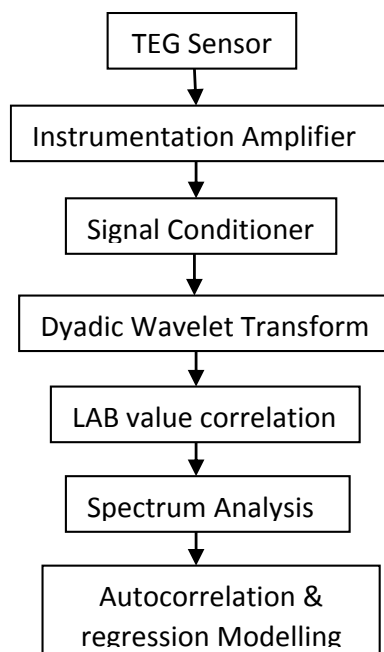 TEG Sensor
Instrumentation Amplifier
Signal Conditioner
Dyadic Wavelet Transform
LAB value correlation
Spectrum Analysis
Autocorrelation &
regression Modelling